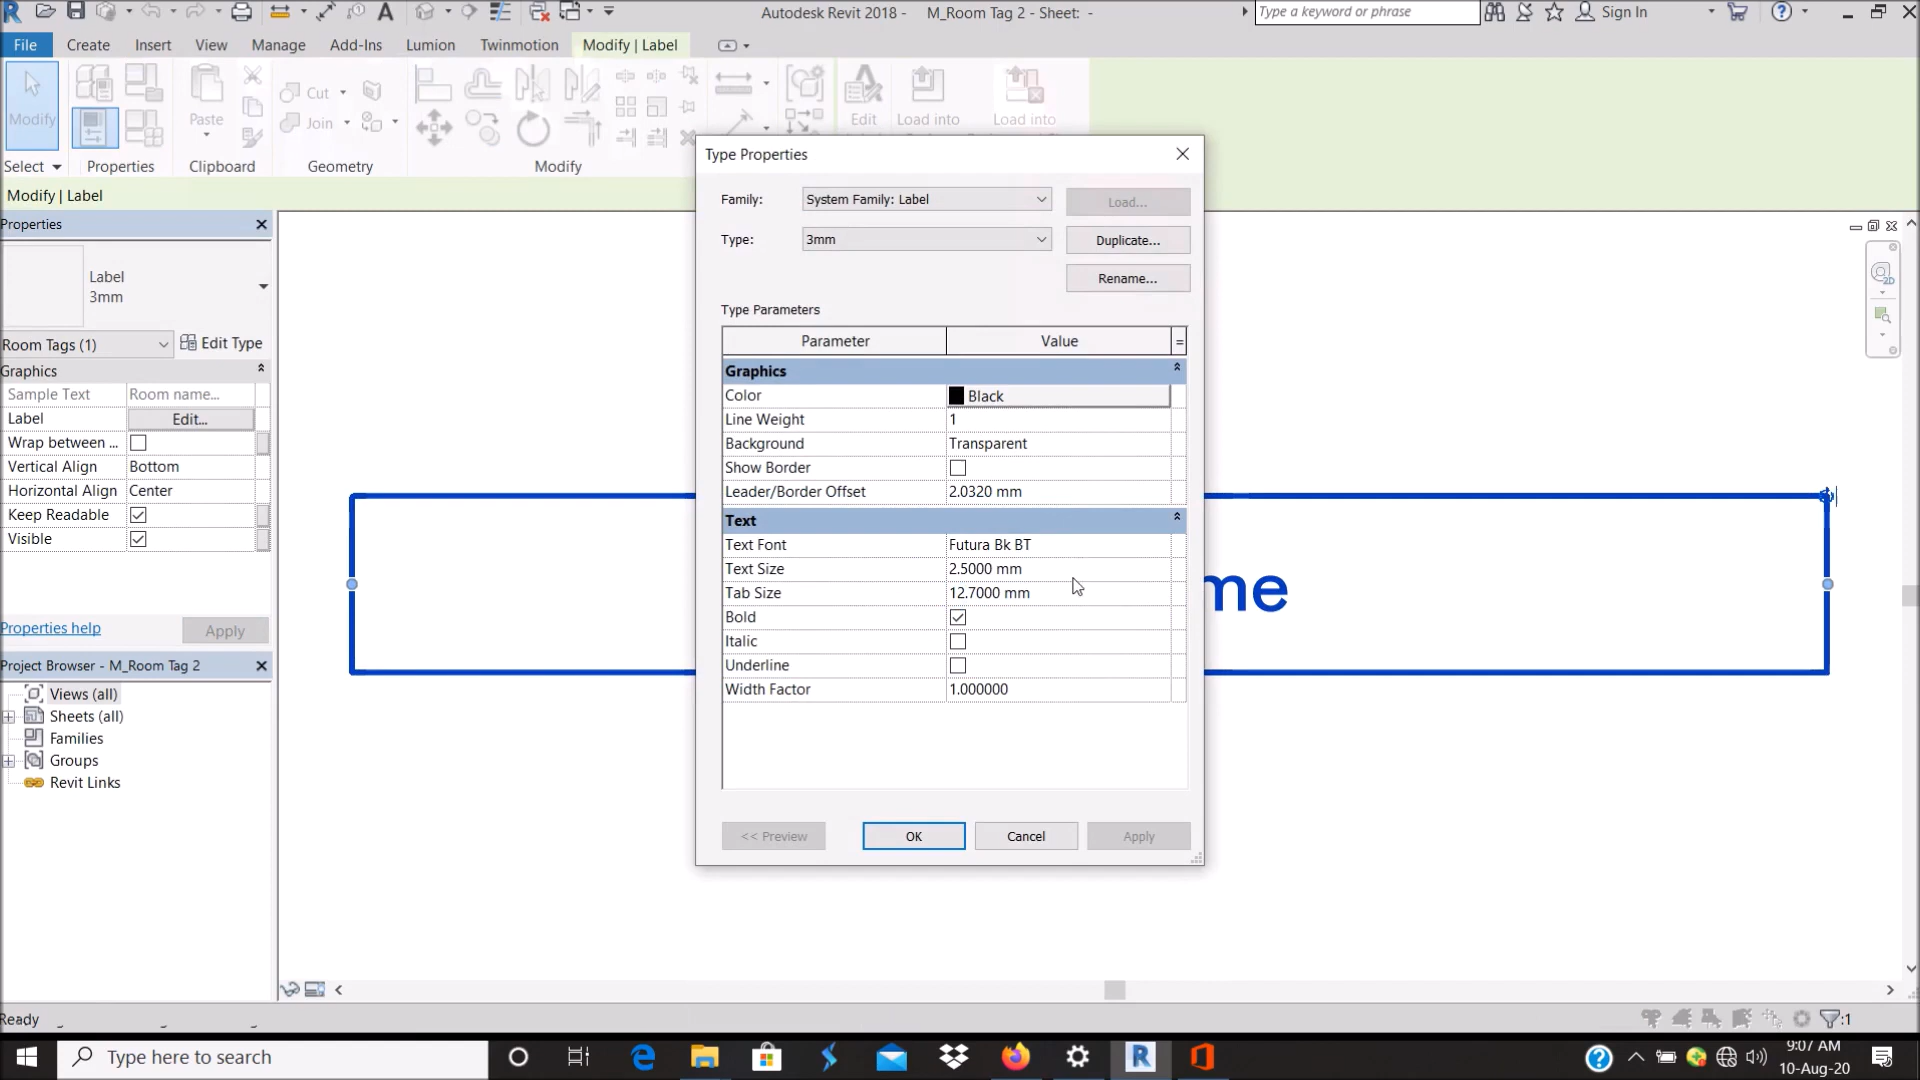 Autodesk Revit 2018 - M_Room Tag 2 - Sheet: -
Type a keyword or phrase
Sign In
File Create Insert View Manage Add-Ins Lumion Twinmotion Modify | Label
Modify
Paste
Cut
Join
Edit
Load into
Load into
Select Properties Clipboard Geometry Modify
Modify | Label
Properties
Label
3mm
Room Tags (1)
Edit Type
Graphics
Sample Text Room name...
Label Edit...
Wrap between ...
Vertical Align Bottom
Horizontal Align Center
Keep Readable
Visible
Properties help
Apply
Project Browser - M_Room Tag 2
Views (all)
Sheets (all)
Families
Groups
Revit Links
Type Properties
Family: System Family: Label Load...
Type: 3mm Duplicate...
Rename...
Type Parameters
Parameter Value =
Graphics
Color Black
Line Weight 1
Background Transparent
Show Border
Leader/Border Offset 2.0320 mm
Text
Text Font Futura Bk BT
Text Size 2.5000 mm
Tab Size 12.7000 mm
Bold
Italic
Underline
Width Factor 1.000000
<< Preview OK Cancel Apply
me
2D
Ready
:1
Type here to search
9:07 AM
10-Aug-20